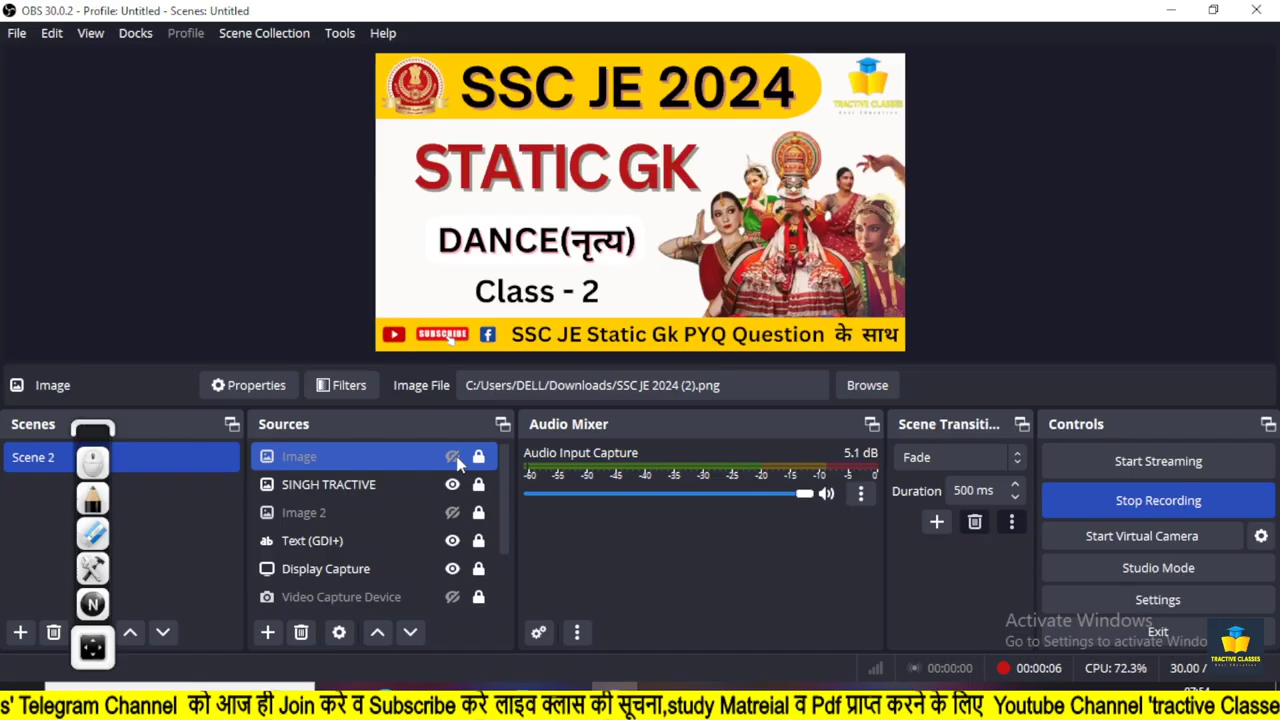 OBS 30.0.2 - Profile: Untitled - Scenes: Untitled
File Edit View Docks Profile Scene Collection Tools Help
SSC JE 2024
TRACTIVE CLASSES
STATIC GK
DANCE(नृत्य)
Class - 2
SUBSCRIBE SSC JE Static Gk PYQ Question के साथ
Image Properties Filters Image File C:/Users/DELL/Downloads/SSC JE 2024 (2).png Browse
Scenes Sources Audio Mixer Scene Transiti... Controls
Scene 2
Image
SINGH TRACTIVE
Image 2
Text (GDI+)
Display Capture
Video Capture Device
Audio Input Capture 5.1 dB
-60 -55 -50 -45 -40 -35 -30 -25 -20 -15 -10 -5 0
Fade
Duration 500 ms
Start Streaming
Stop Recording
Start Virtual Camera
Studio Mode
Settings
Exit
Activate Windows
Go to Settings to activate Windo
TRACTIVE CLASSES
N
00:00:00 00:00:06 CPU: 72.3% 30.00 /
s' Telegram Channel को आज ही Join करे व Subscribe करे लाइव क्लास की सूचना,study Matreial व Pdf प्राप्त करने के लिए Youtube Channel 'tractive Classe